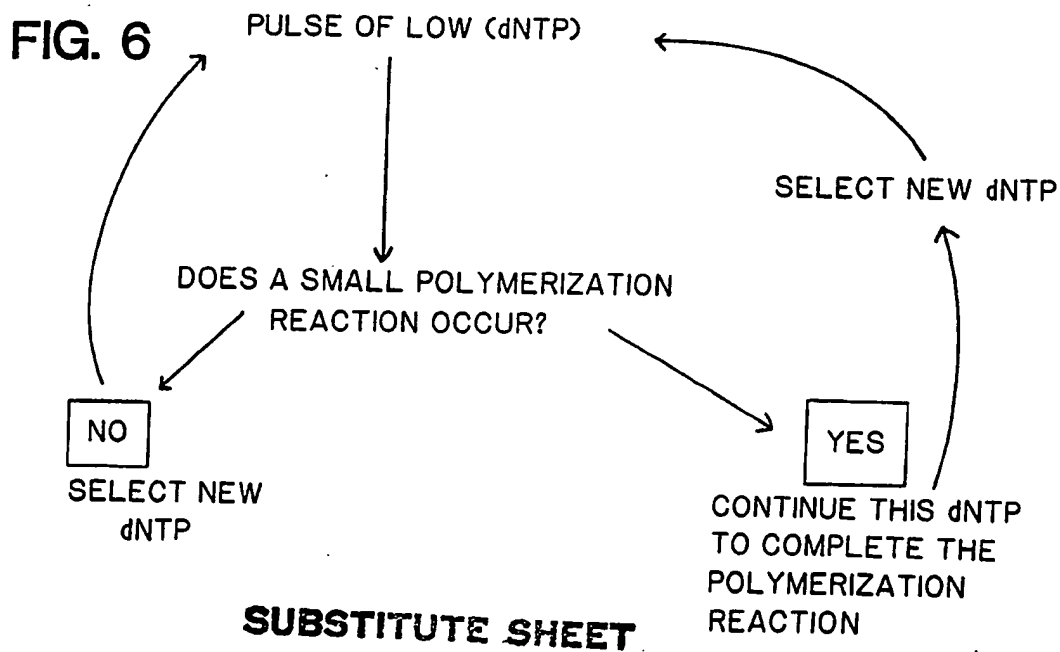 FIG. 6
PULSE OF LOW (dNTP)
SELECT NEW dNTP
DOES A SMALL POLYMERIZATION
REACTION OCCUR?
NO
SELECT NEW
dNTP
YES
CONTINUE THIS dNTP
TO COMPLETE THE
POLYMERIZATION
REACTION
SUBSTITUTE SHEET